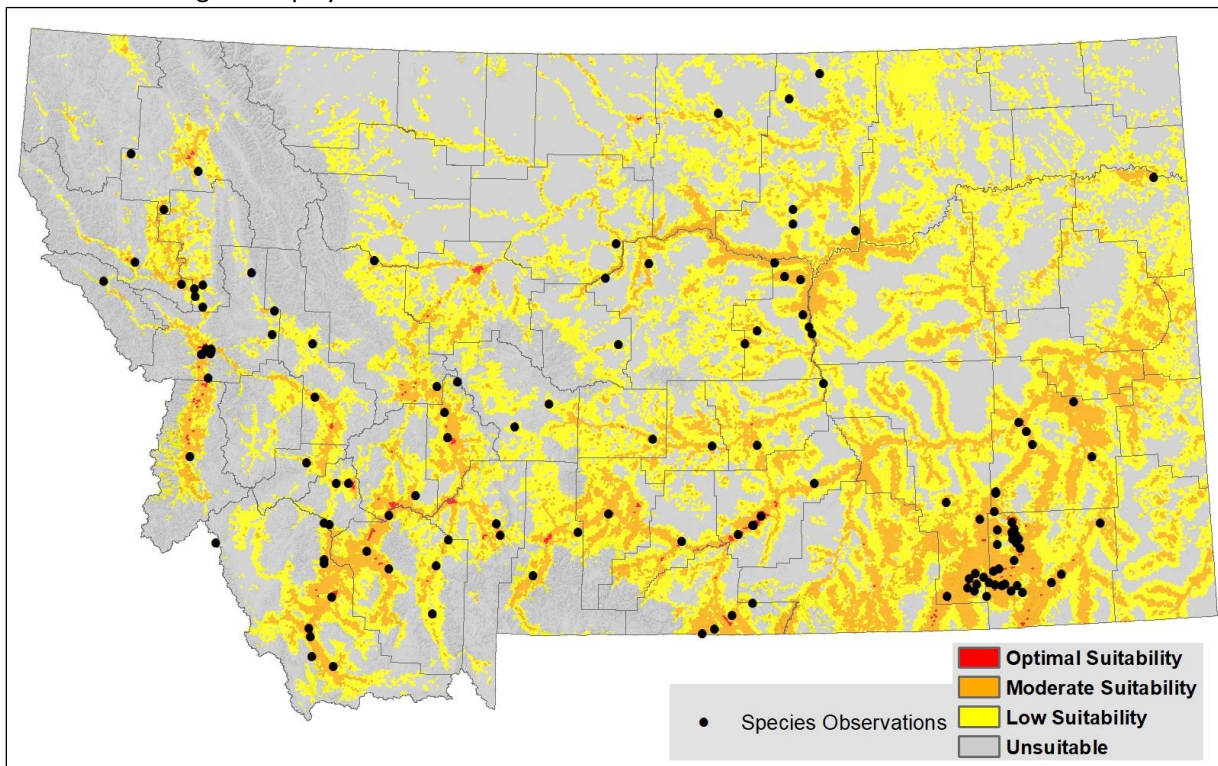 Optimal Suitability
Moderate Suitability
Species Observations
Low Suitability
Unsuitable